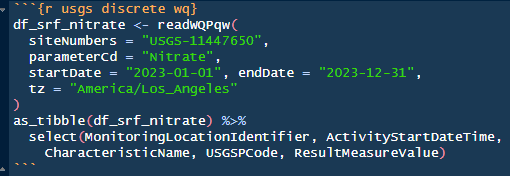 ```{r usgs discrete wq}
df_srf_nitrate <- readWQPqw(
  siteNumbers = "USGS-11447650",
  parameterCd = "Nitrate",
  startDate = "2023-01-01", endDate = "2023-12-31",
  tz = "America/Los_Angeles"
)
as_tibble(df_srf_nitrate) %>%
  select(MonitoringLocationIdentifier, ActivityStartDateTime,
    CharacteristicName, USGSPCode, ResultMeasureValue)
```